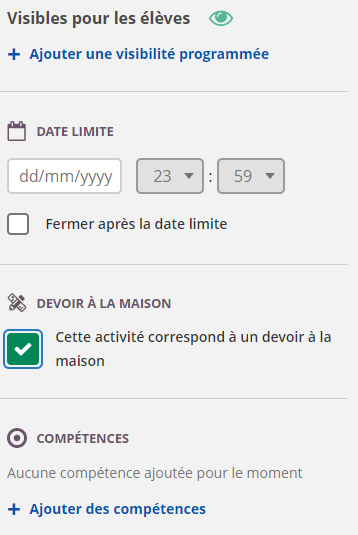 Visibles pour les élèves
+ Ajouter une visibilité programmée
DATE LIMITE
dd/mm/yyyy 23 : 59
Fermer après la date limite
DEVOIR À LA MAISON
Cette activité correspond à un devoir à la
maison
COMPÉTENCES
Aucune compétence ajoutée pour le moment
+ Ajouter des compétences